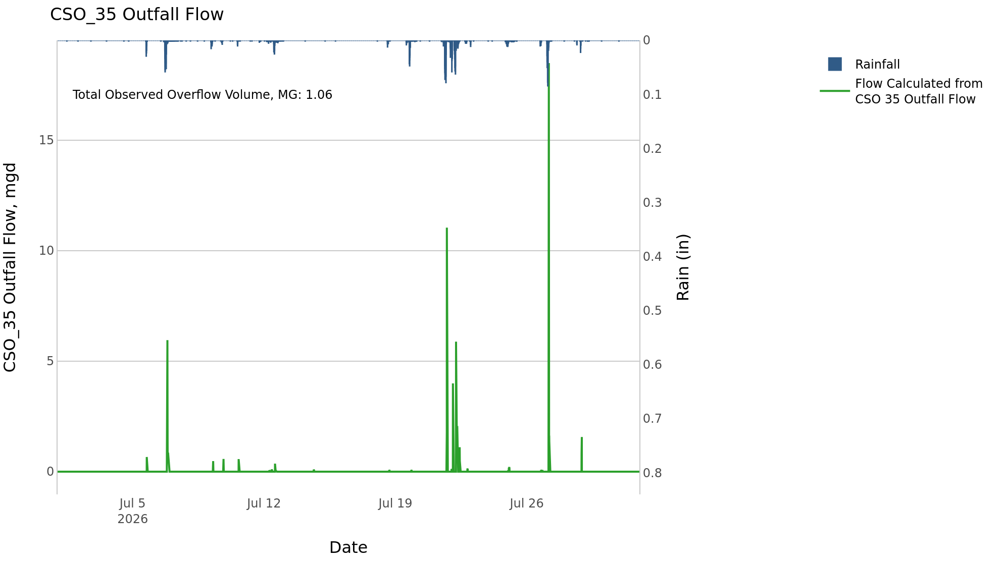 CSO_35 Outfall Flow
Total Observed Overflow Volume, MG: 1.06
CSO_35 Outfall Flow, mgd
15
10
5
0
0
0.1
0.2
0.3
0.4
0.5
0.6
0.7
0.8
Rain (in)
Jul 5
2026
Jul 12
Jul 19
Jul 26
Date
Rainfall
Flow Calculated from
CSO 35 Outfall Flow